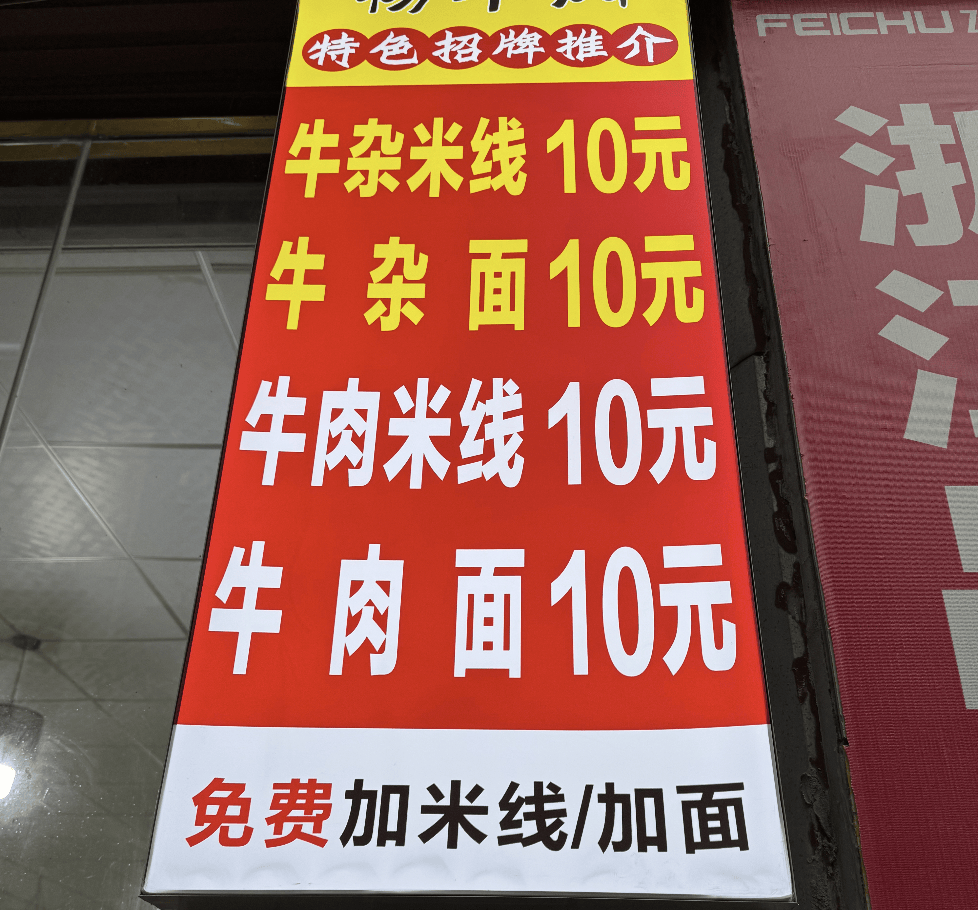 特色招牌推介
牛杂米线 10元
牛杂面 10元
牛肉米线 10元
牛肉面 10元
免费加米线/加面
FEICHU
浙
江